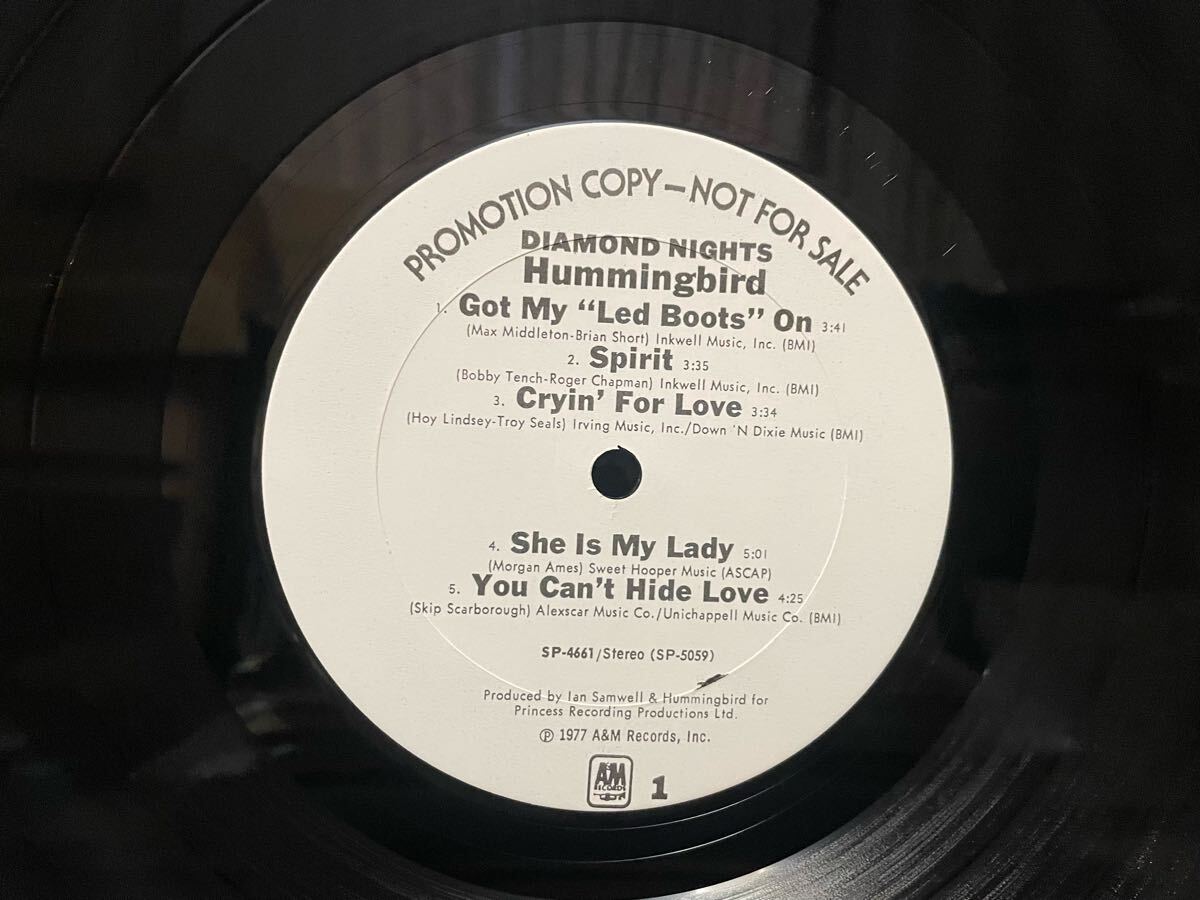 PROMOTION COPY—NOT FOR SALE
DIAMOND NIGHTS
Hummingbird
1. Got My “Led Boots” On 3:41
(Max Middleton-Brian Short) Inkwell Music, Inc. (BMI)
2. Spirit 3:35
(Bobby Tench-Roger Chapman) Inkwell Music, Inc. (BMI)
3. Cryin’ For Love 3:34
(Hoy Lindsey-Troy Seals) Irving Music, Inc./Down ’N Dixie Music (BMI)
4. She Is My Lady 5:01
(Morgan Ames) Sweet Hooper Music (ASCAP)
5. You Can’t Hide Love 4:25
(Skip Scarborough) Alexscar Music Co./Unichappell Music Co. (BMI)
SP-4661/Stereo (SP-5059)
Produced by Ian Samwell & Hummingbird for
Princess Recording Productions Ltd.
℗ 1977 A&M Records, Inc.
A&M
RECORDS
1